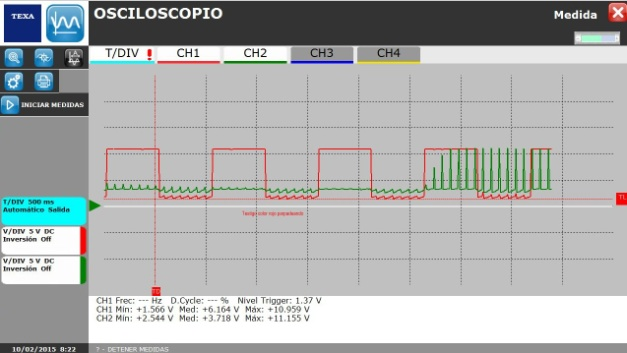 TEXA
OSCILOSCOPIO
Medida
T/DIV
CH1
CH2
CH3
CH4
INICIAR MEDIDAS
T/DIV 500 ms
Automático Salida
V/DIV 5 V DC
Inversión Off
V/DIV 5 V DC
Inversión Off
TL
CH1 Frec: --- Hz D.Cycle: --- % Nivel Trigger: 1.37 V
CH1 Mín: +1.566 V Med: +6.164 V Máx: +10.959 V
CH2 Mín: +2.544 V Med: +3.718 V Máx: +11.155 V
10/02/2015 8:22
? - DETENER MEDIDAS